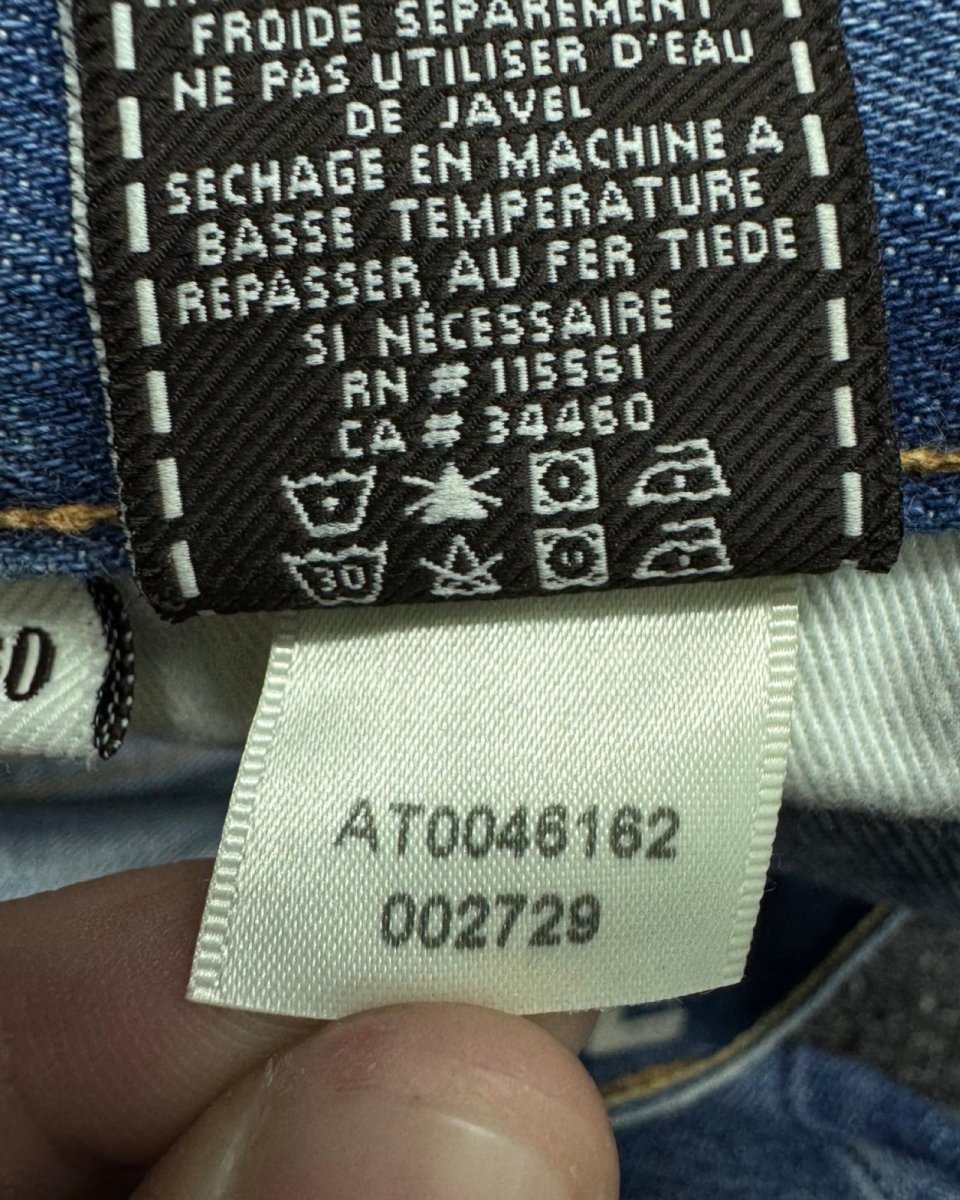 FROIDE SEPAREMENT
NE PAS UTILISER D'EAU
DE JAVEL
SECHAGE EN MACHINE A
BASSE TEMPERATURE
REPASSER AU FER TIEDE
SI NÉCESSAIRE
RN # 115561
CA # 34460
30
AT0046162
002729